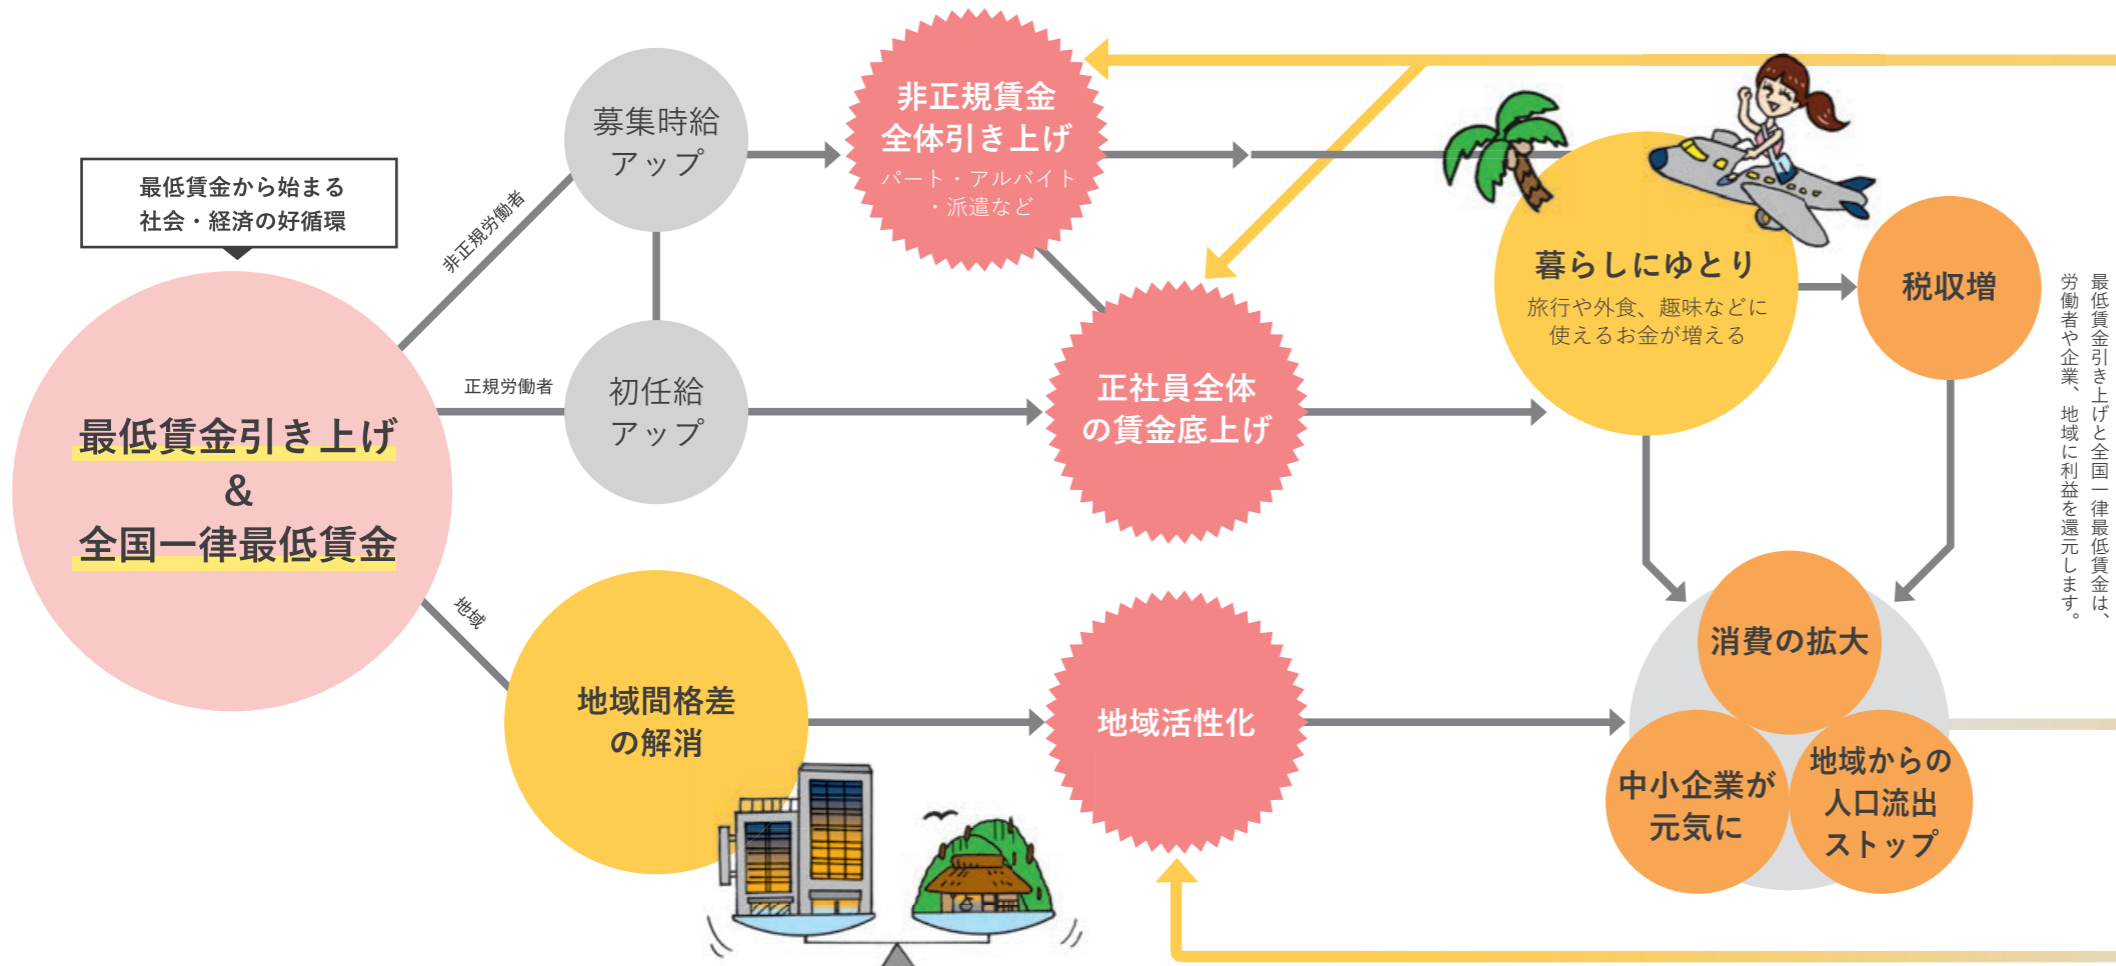 最低賃金から始まる
社会・経済の好循環
最低賃金引き上げ
&
全国一律最低賃金
非正規労働者
正規労働者
地域
募集時給
アップ
初任給
アップ
地域間格差
の解消
非正規賃金
全体引き上げ
パート・アルバイト
・派遣など
正社員全体
の賃金底上げ
地域活性化
暮らしにゆとり
旅行や外食、趣味などに
使えるお金が増える
税収増
消費の拡大
中小企業が
元気に
地域からの
人口流出
ストップ
最低賃金引き上げと全国一律最低賃金は、
労働者や企業、地域に利益を還元します。